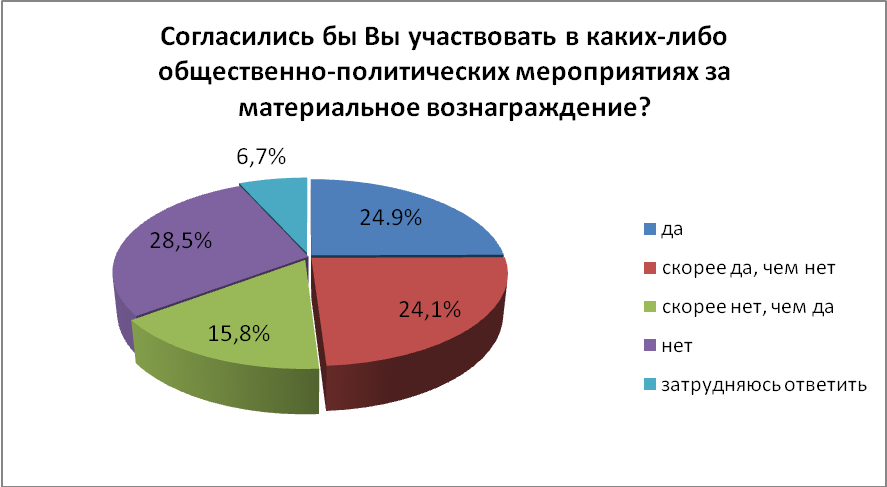 Согласились бы Вы участвовать в каких-либо
общественно-политических мероприятиях за
материальное вознаграждение?
6,7%
24.9%
28,5%
24,1%
15,8%
да
скорее да, чем нет
скорее нет, чем да
нет
затрудняюсь ответить